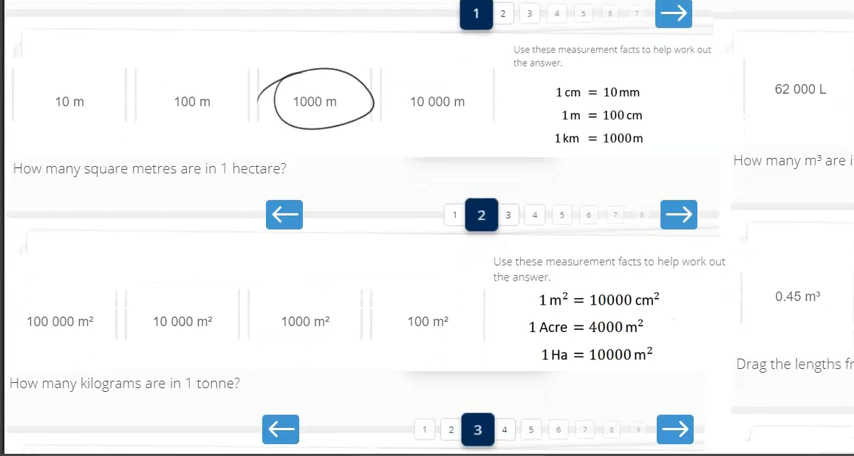 1 2 3 4 5 6 7
Use these measurement facts to help work out
the answer.
10 m 100 m 1000 m 10 000 m
1 cm = 10 mm
1 m = 100 cm
1 km = 1000 m
62 000 L
How many square metres are in 1 hectare?
How many m³ are i
1 2 3 4 5 6 7 8
Use these measurement facts to help work out
the answer.
100 000 m² 10 000 m² 1000 m² 100 m²
1 m² = 10000 cm²
1 Acre = 4000 m²
1 Ha = 10000 m²
0.45 m³
How many kilograms are in 1 tonne?
Drag the lengths fr
1 2 3 4 5 6 7 8 9